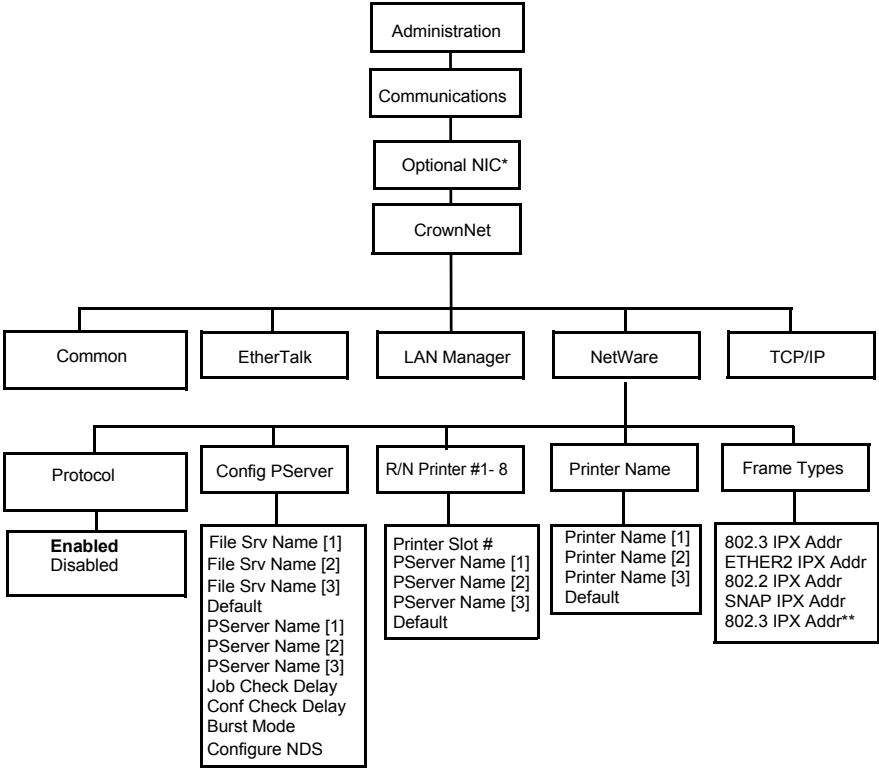 Administration
Communications
Optional NIC*
CrownNet
Common
EtherTalk
LAN Manager
NetWare
TCP/IP
Protocol
Config PServer
R/N Printer #1- 8
Printer Name
Frame Types
Enabled
Disabled
File Srv Name [1]
File Srv Name [2]
File Srv Name [3]
Default
PServer Name [1]
PServer Name [2]
PServer Name [3]
Job Check Delay
Conf Check Delay
Burst Mode
Configure NDS
Printer Slot #
PServer Name [1]
PServer Name [2]
PServer Name [3]
Default
Printer Name [1]
Printer Name [2]
Printer Name [3]
Default
802.3 IPX Addr
ETHER2 IPX Addr
802.2 IPX Addr
SNAP IPX Addr
802.3 IPX Addr**